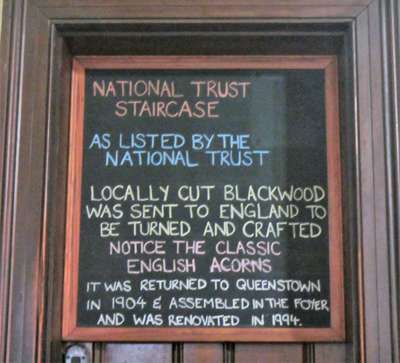 NATIONAL TRUST
STAIRCASE
AS LISTED BY THE
NATIONAL TRUST
LOCALLY CUT BLACKWOOD
WAS SENT TO ENGLAND TO
BE TURNED AND CRAFTED
NOTICE THE CLASSIC
ENGLISH ACORNS
IT WAS RETURNED TO QUEENSTOWN
IN 1904 & ASSEMBLED IN THE FOYER
AND WAS RENOVATED IN 1994.